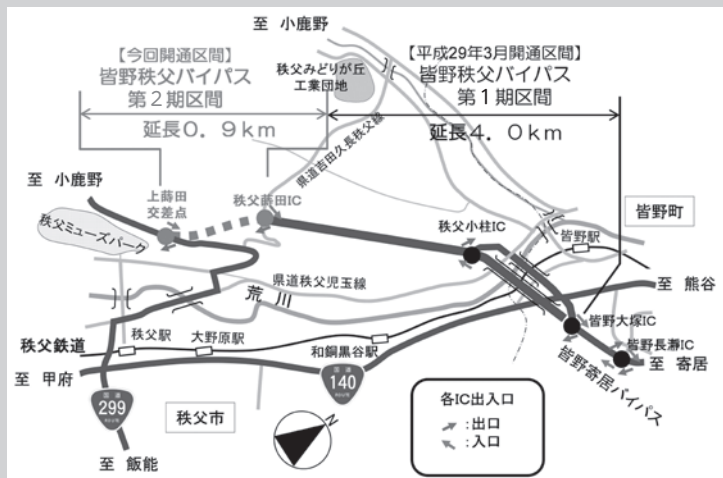 至 小鹿野
【今回開通区間】
皆野秩父バイパス
第2期区間
延長0.9km
秩父みどりが丘
工業団地
【平成29年3月開通区間】
皆野秩父バイパス
第1期区間
延長4.0km
県道吉田久長秩父線
至 小鹿野
上蒔田
交差点
秩父蒔田IC
秩父ミューズパーク
秩父小柱IC
皆野町
皆野駅
県道秩父児玉線
荒川
至 熊谷
秩父鉄道
秩父駅
大野原駅
和銅黒谷駅
皆野大塚IC
皆野長瀞IC
至 寄居
皆野寄居バイパス
至 甲府
国道
299
ROUTE
国道
140
ROUTE
秩父市
N
至 飯能
各IC出入口
:出口
:入口